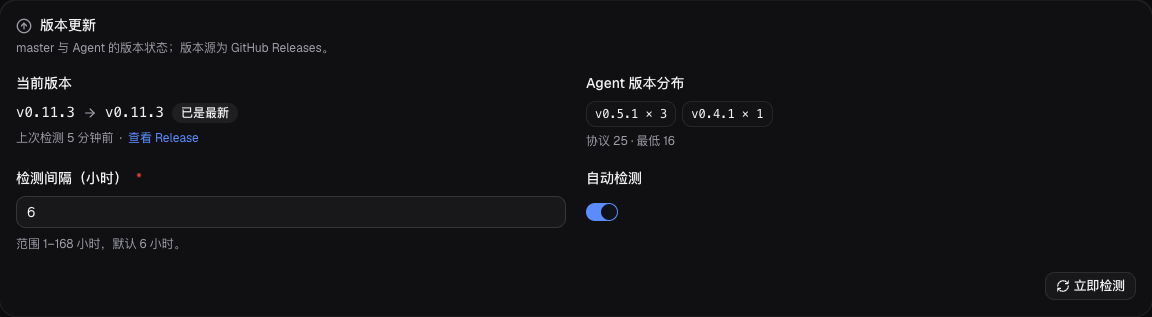 版本更新
master 与 Agent 的版本状态；版本源为 GitHub Releases。
当前版本
v0.11.3 → v0.11.3 已是最新
上次检测 5 分钟前 · 查看 Release
Agent 版本分布
v0.5.1 × 3 v0.4.1 × 1
协议 25 · 最低 16
检测间隔（小时） *
6
范围 1–168 小时，默认 6 小时。
自动检测
立即检测